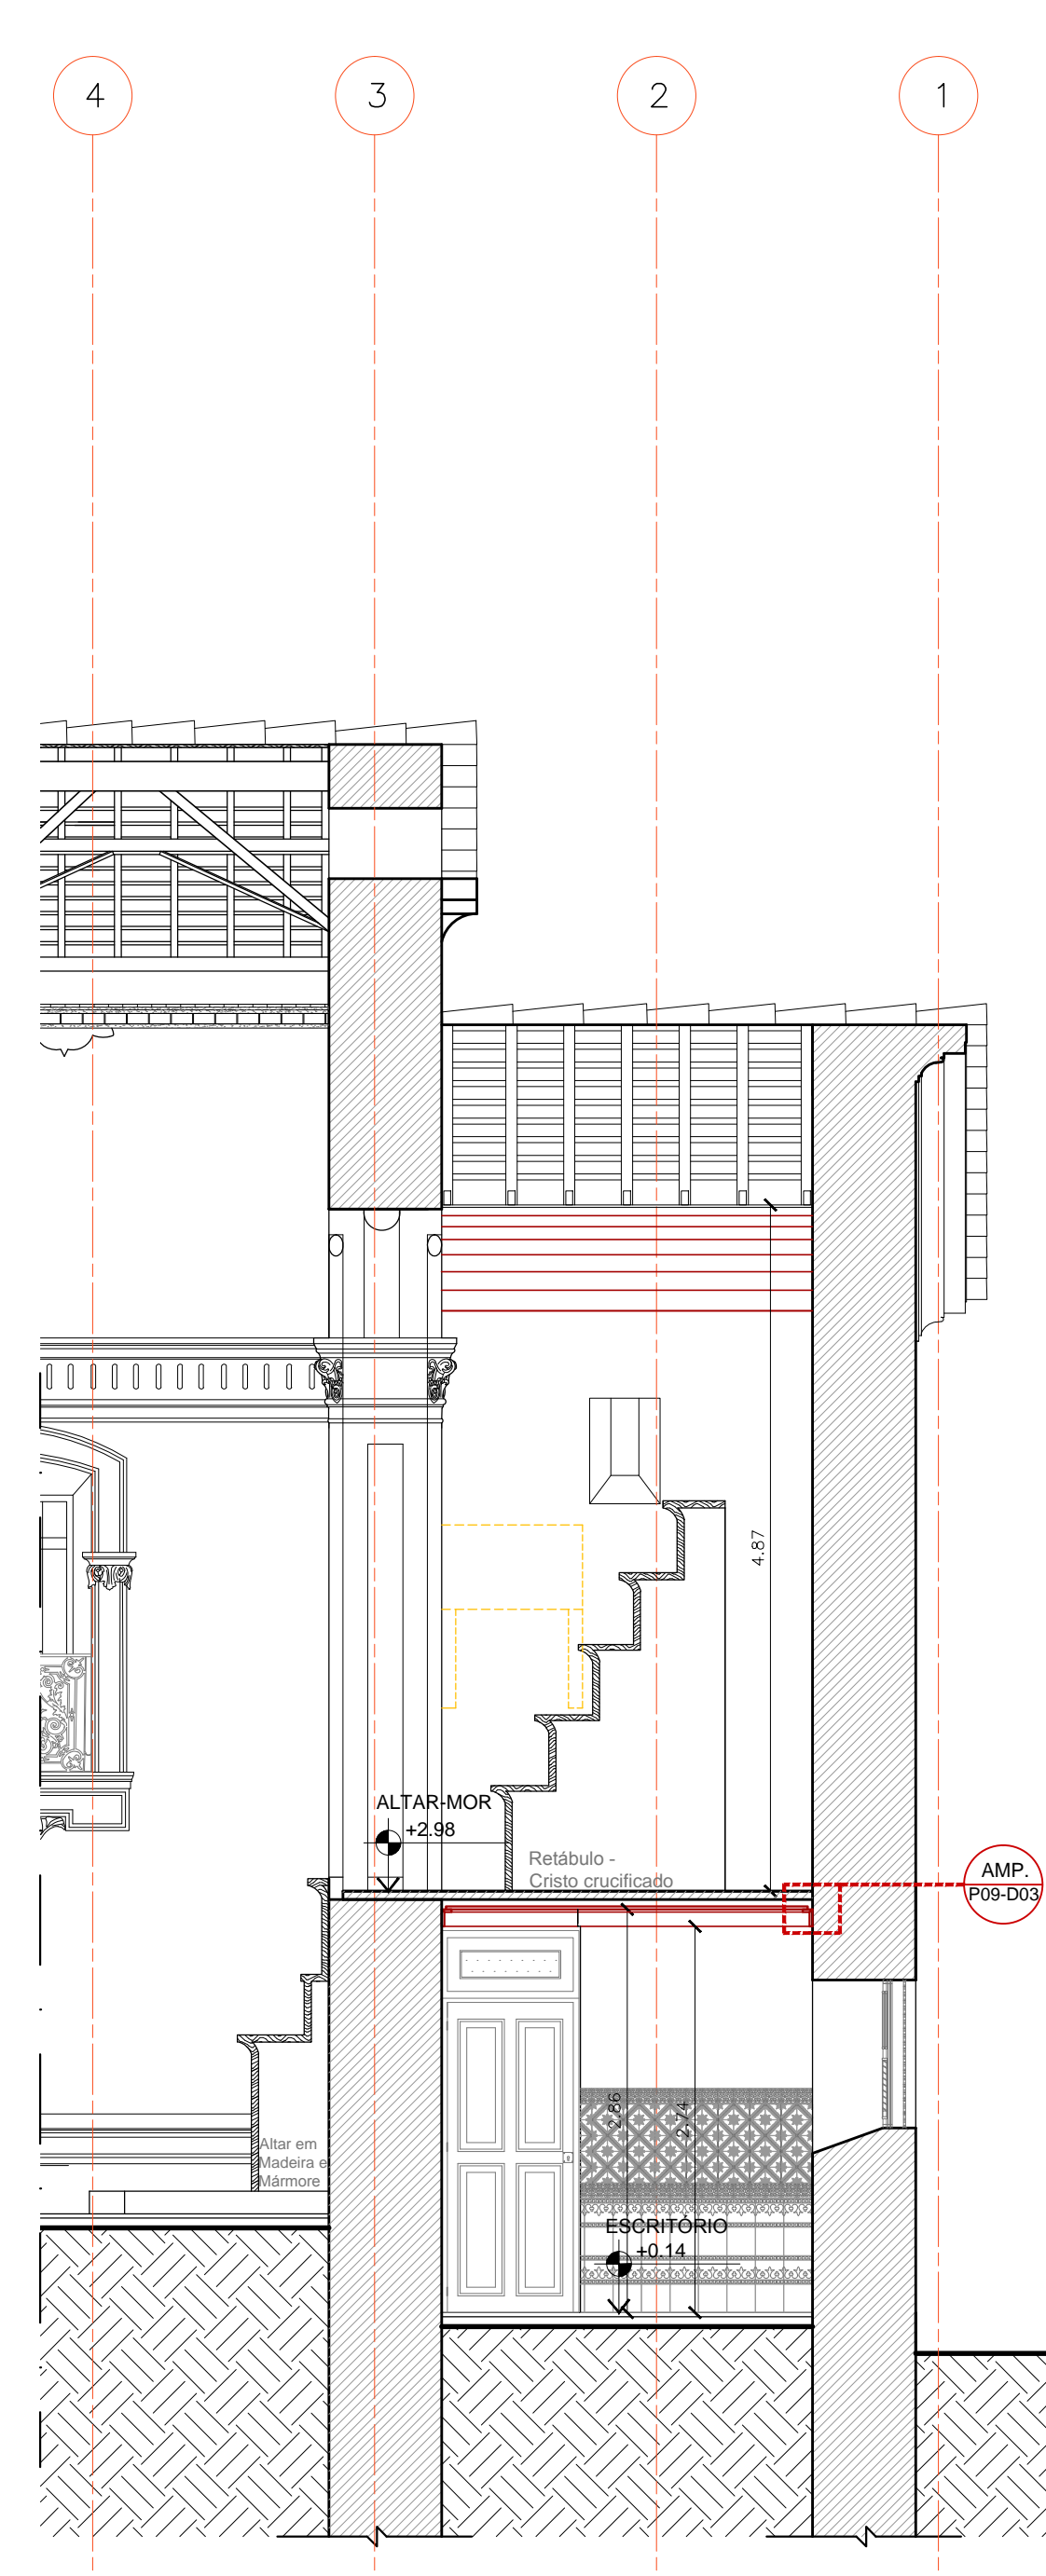 4
3
2
1
4.87
ALTAR-MOR
+2.98
Retábulo -
Cristo crucificado
AMP.
P09-D03
2.86
2.74
Altar em
Madeira e
Mármore
ESCRITÓRIO
+0.14